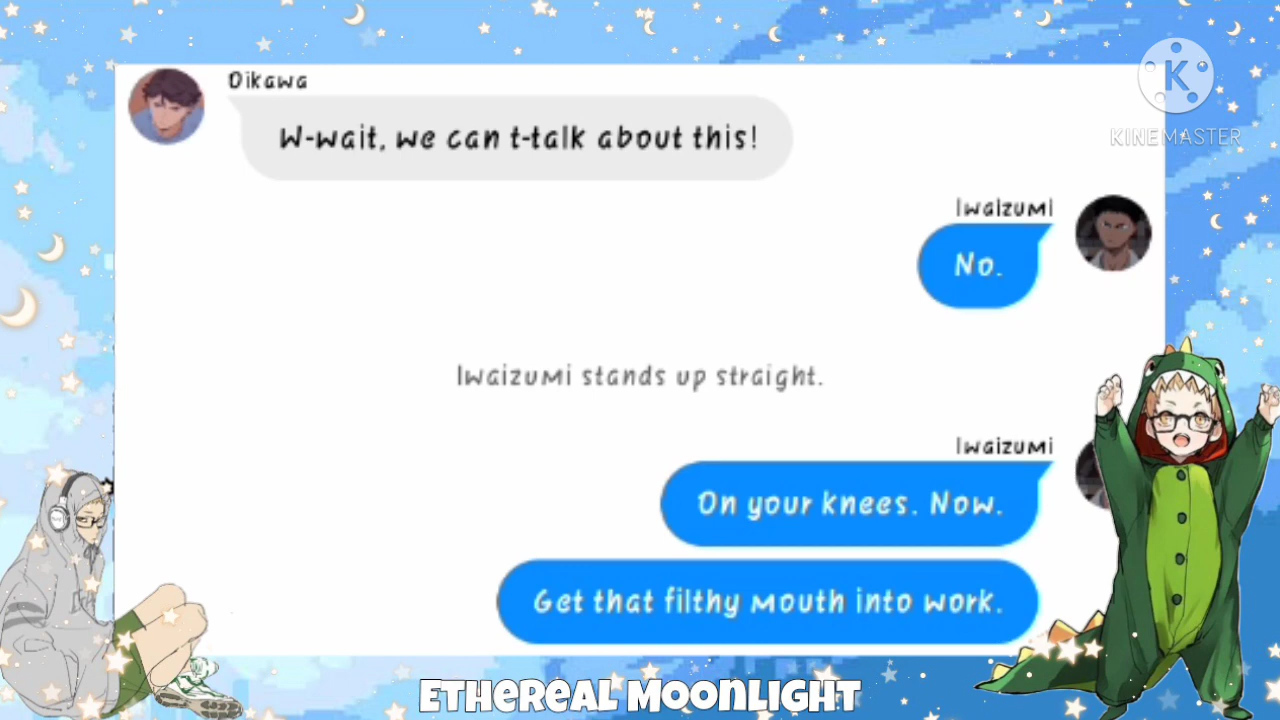 Oikawa
W-wait, we can t-talk about this!
KINEMASTER
Iwaizumi
No.
Iwaizumi stands up straight.
Iwaizumi
On your knees. Now.
Get that filthy mouth into work.
Ethereal Moonlight